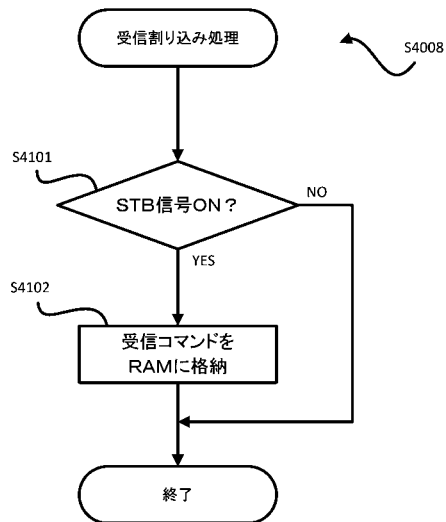 受信割り込み処理
S4008
S4101
STB信号ON？
NO
YES
S4102
受信コマンドを
RAMに格納
終了